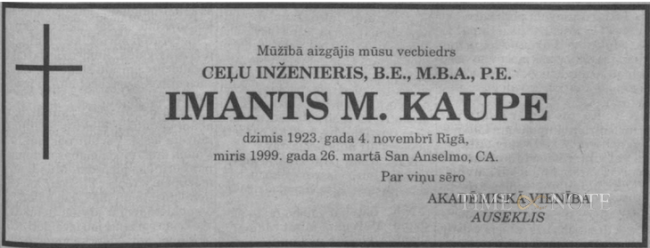 Mūžībā aizgājis mūsu vecbiedrs
CEĻU INŽENIERIS, B.E., M.B.A., P.E.
IMANTS M. KAUPE
dzimis 1923. gada 4. novembrī Rīgā,
miris 1999. gada 26. martā San Anselmo, CA.
Par viņu sēro
AKADĒMISKĀ VIENĪBA
TIMENOTE
AUSEKLIS